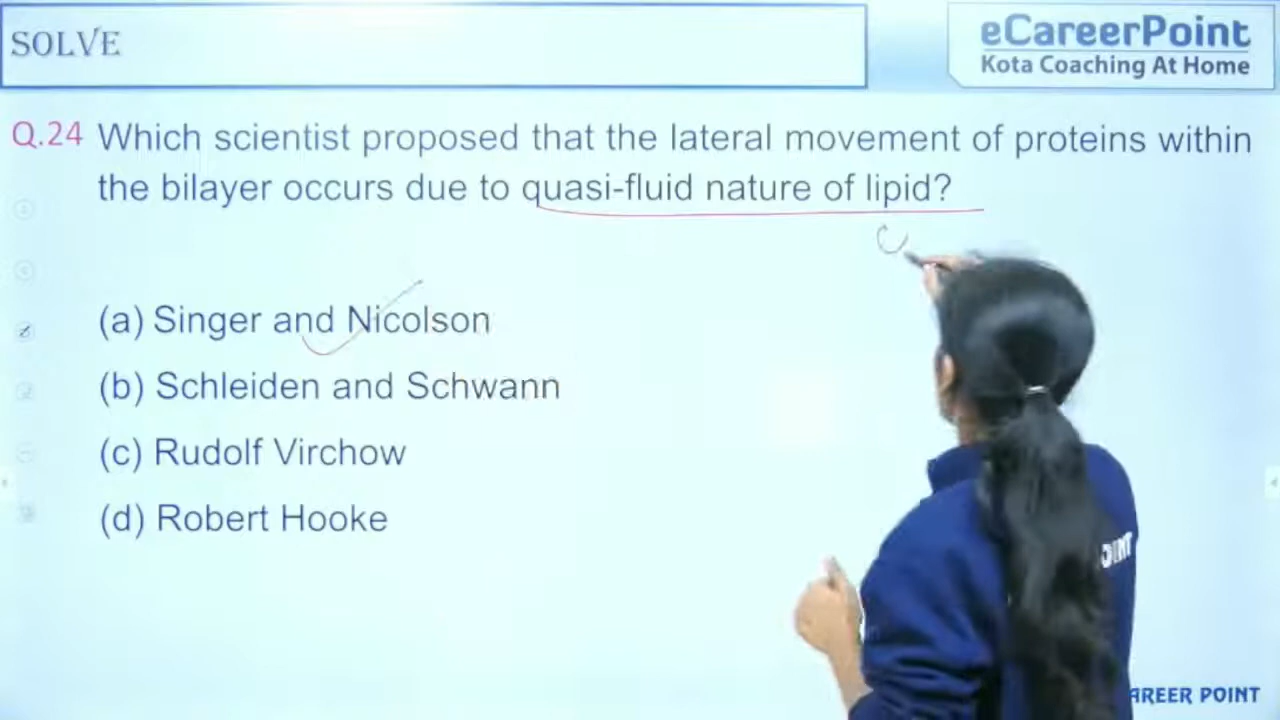 SOLVE
eCareerPoint
Kota Coaching At Home
Q.24 Which scientist proposed that the lateral movement of proteins within
the bilayer occurs due to quasi-fluid nature of lipid?
(a) Singer and Nicolson
(b) Schleiden and Schwann
(c) Rudolf Virchow
(d) Robert Hooke
OINT
AREER POINT